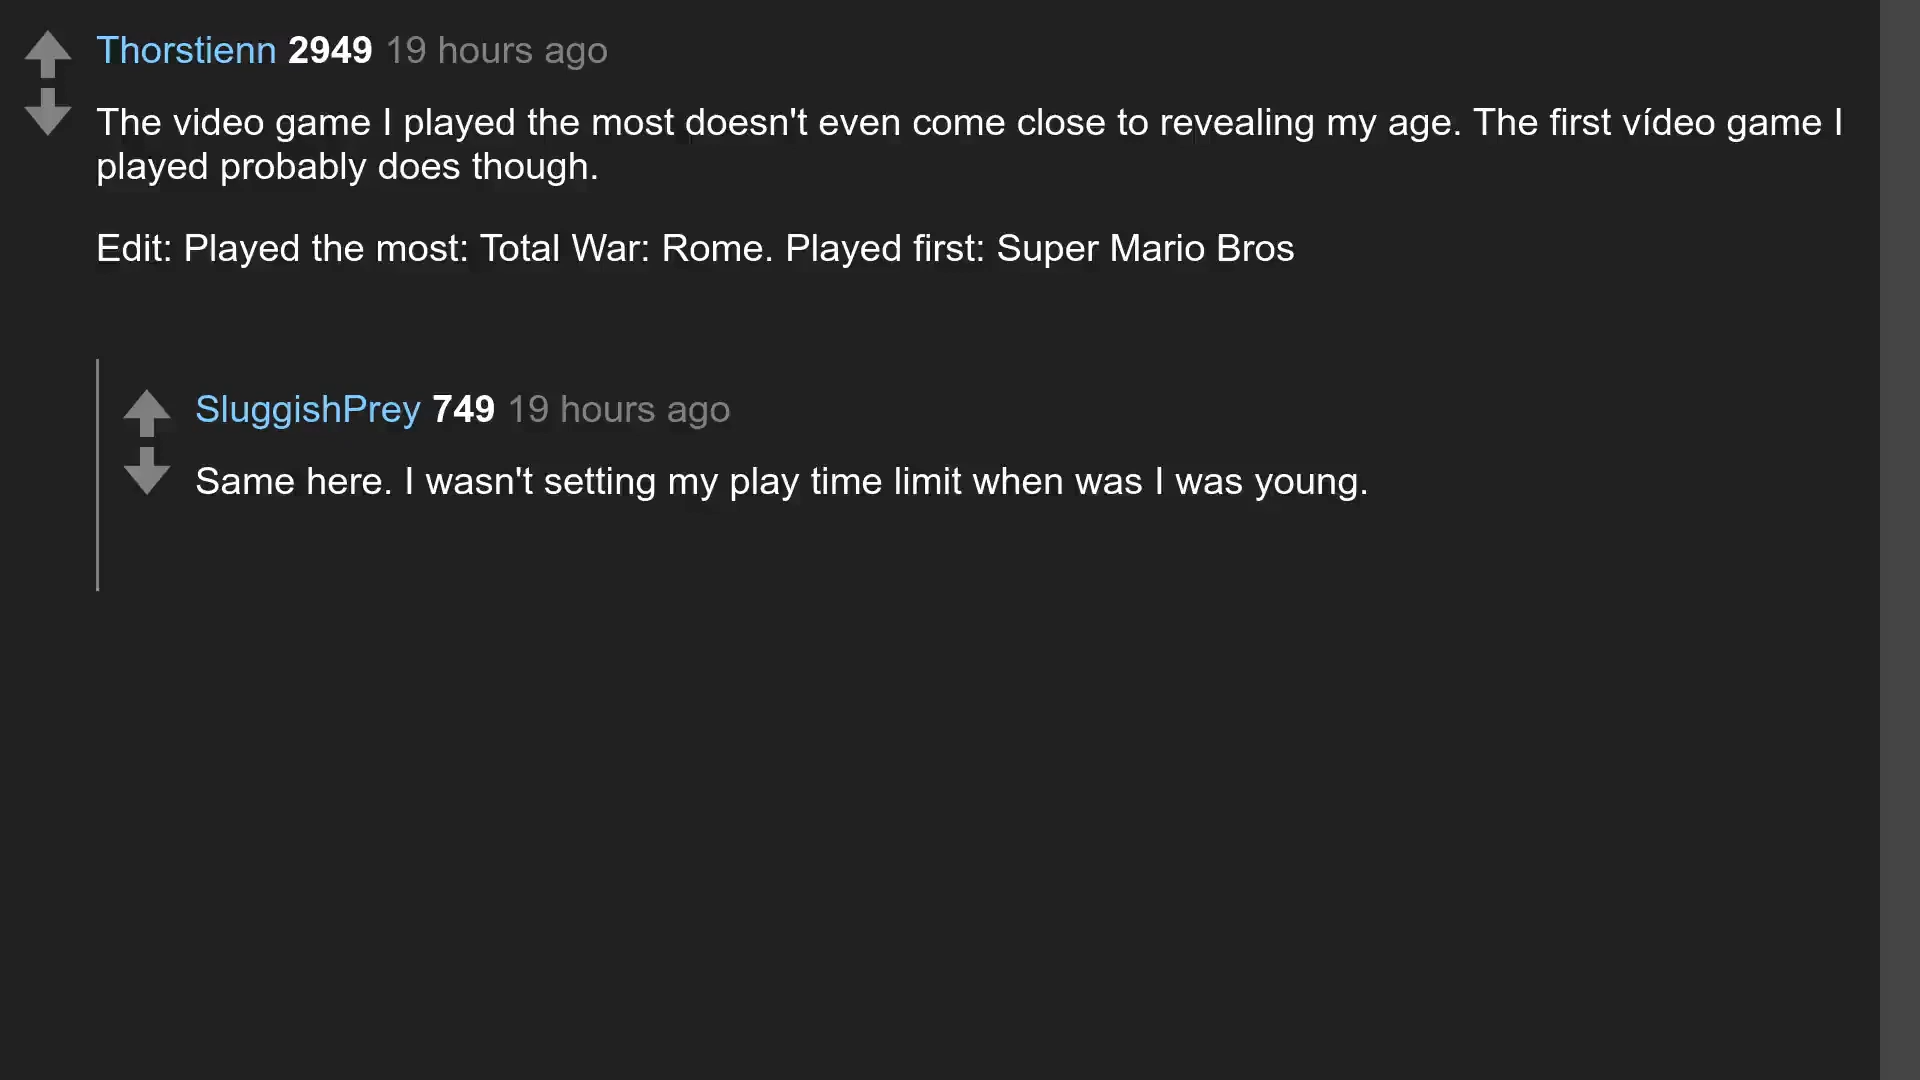 Thorstienn 2949 19 hours ago
The video game I played the most doesn't even come close to revealing my age. The first vídeo game I
played probably does though.
Edit: Played the most: Total War: Rome. Played first: Super Mario Bros
SluggishPrey 749 19 hours ago
Same here. I wasn't setting my play time limit when was I was young.